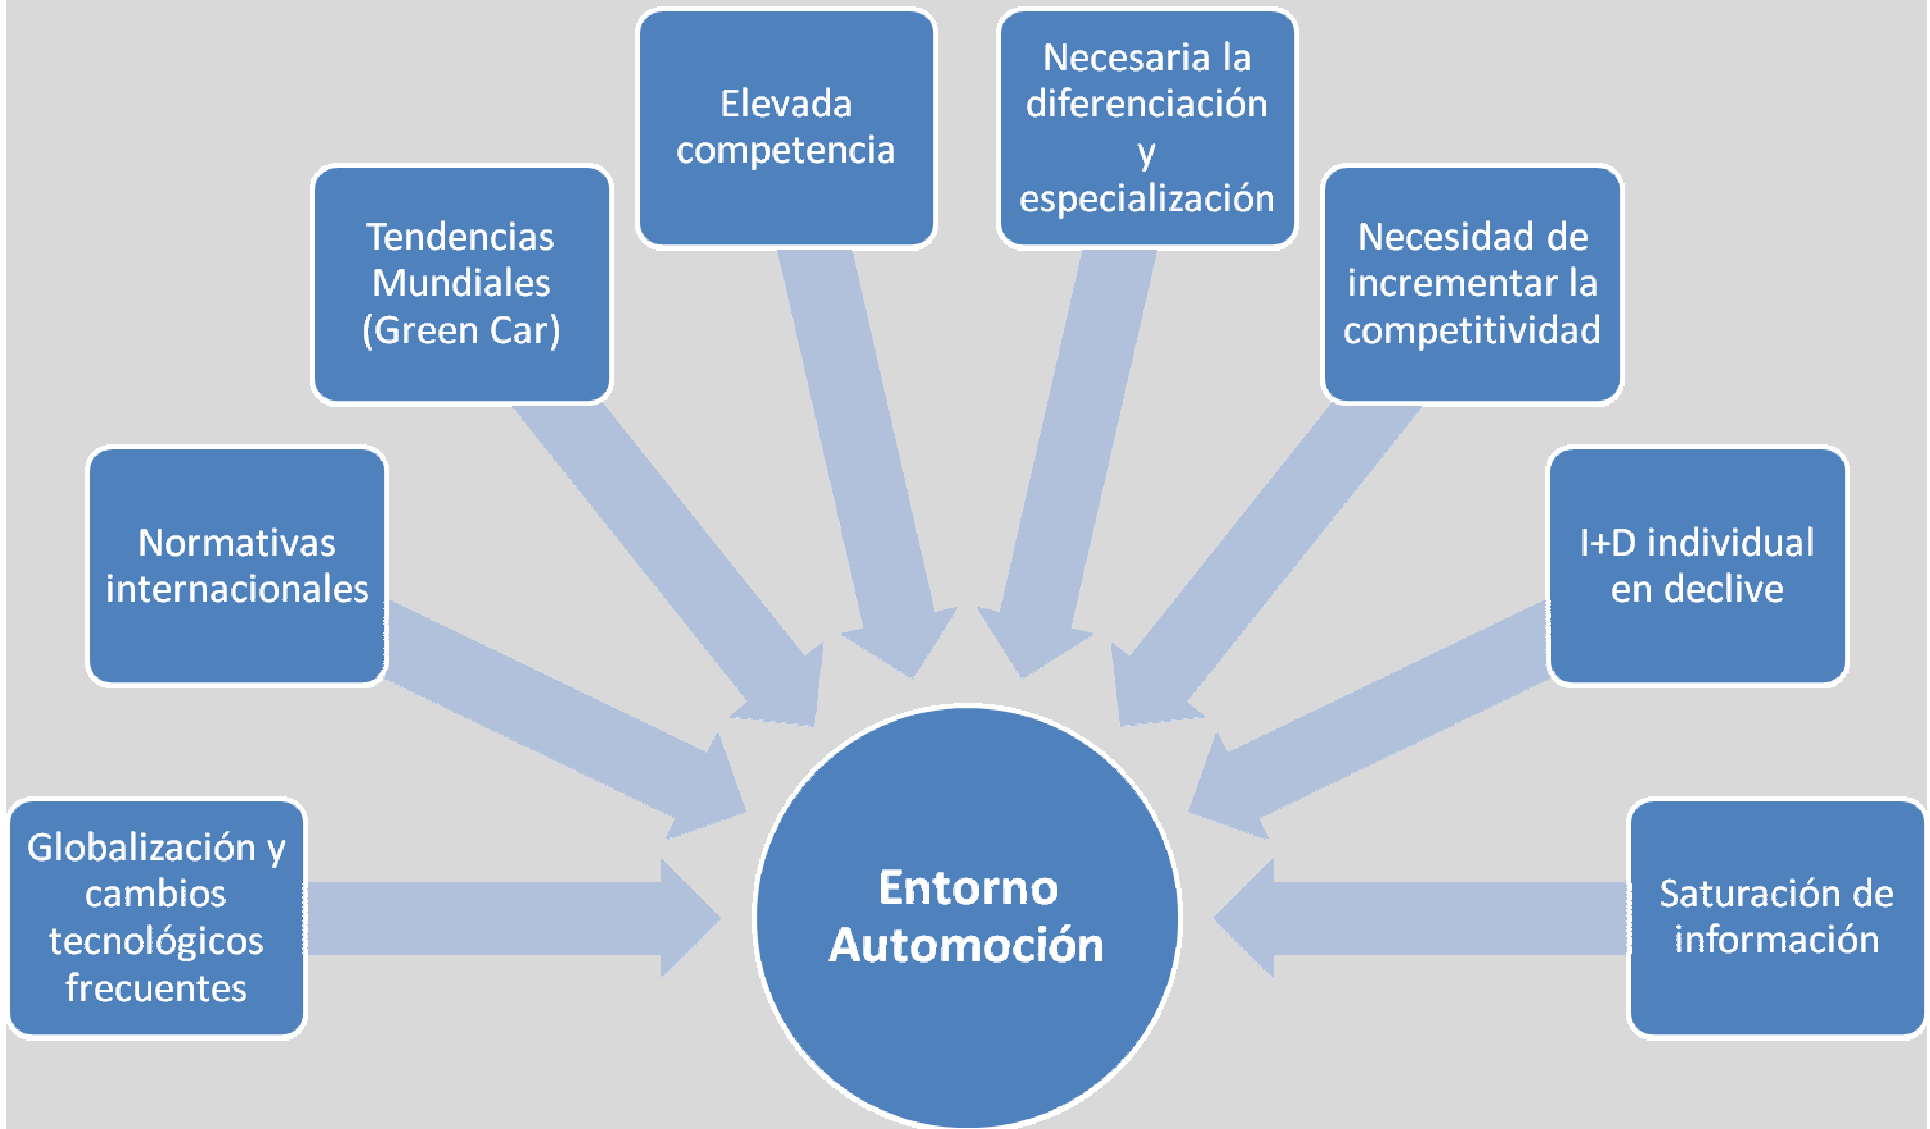 Elevada
competencia
Necesaria la
diferenciación
y
especialización
Tendencias
Mundiales
(Green Car)
Necesidad de
incrementar la
competitividad
Normativas
internacionales
I+D individual
en declive
Globalización y
cambios
tecnológicos
frecuentes
Entorno
Automoción
Saturación de
información